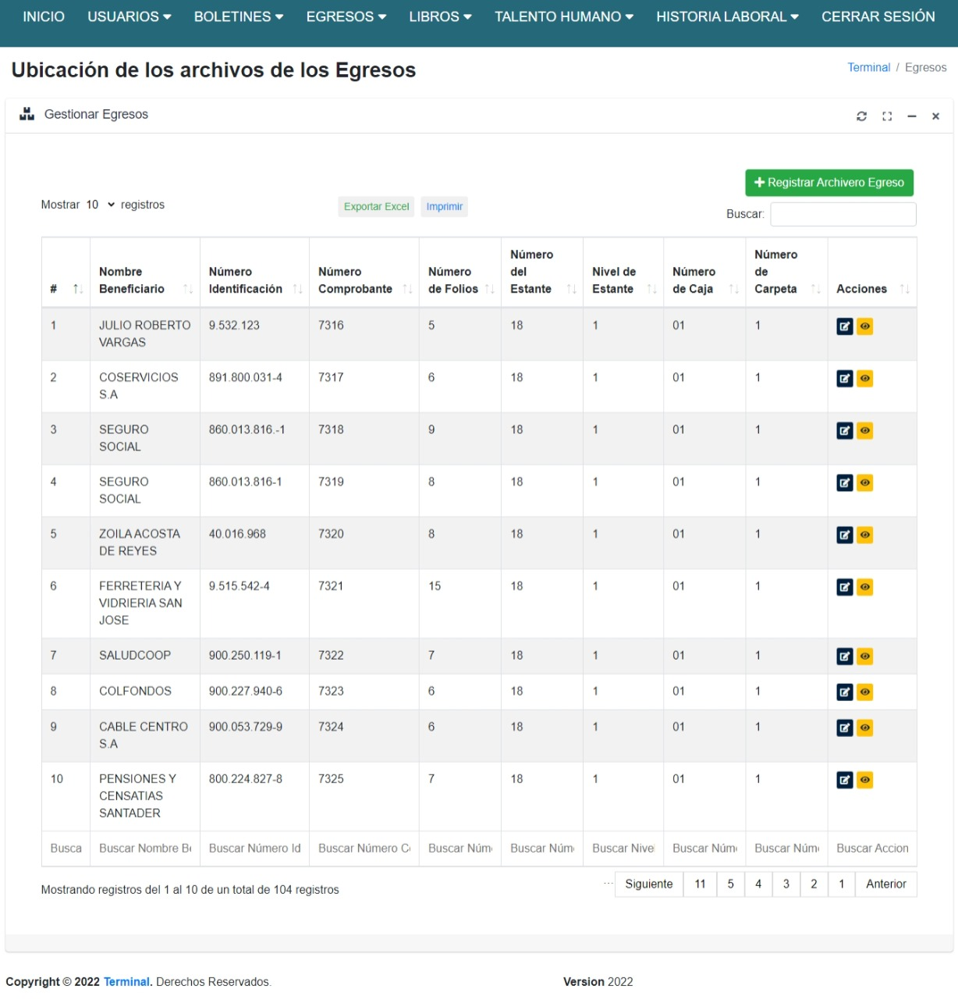 INICIO USUARIOS BOLETINES EGRESOS LIBROS TALENTO HUMANO HISTORIA LABORAL CERRAR SESIÓN
Ubicación de los archivos de los Egresos
Terminal / Egresos
Gestionar Egresos
Registrar Archivero Egreso
Mostrar 10 registros
Exportar Excel Imprimir
Buscar:
# Nombre Beneficiario Número Identificación Número Comprobante Número de Folios Número del Estante Nivel de Estante Número de Caja Número de Carpeta Acciones
1 JULIO ROBERTO VARGAS 9.532.123 7316 5 18 1 01 1
2 COSERVICIOS S.A 891.800.031-4 7317 6 18 1 01 1
3 SEGURO SOCIAL 860.013.816.-1 7318 9 18 1 01 1
4 SEGURO SOCIAL 860.013.816-1 7319 8 18 1 01 1
5 ZOILA ACOSTA DE REYES 40.016.968 7320 8 18 1 01 1
6 FERRETERIA Y VIDRIERIA SAN JOSE 9.515.542-4 7321 15 18 1 01 1
7 SALUDCOOP 900.250.119-1 7322 7 18 1 01 1
8 COLFONDOS 900.227.940-6 7323 6 18 1 01 1
9 CABLE CENTRO S.A 900.053.729-9 7324 6 18 1 01 1
10 PENSIONES Y CENSATIAS SANTADER 800.224.827-8 7325 7 18 1 01 1
Busca Buscar Nombre Be Buscar Número Id Buscar Número C Buscar Núm Buscar Núm Buscar Nive Buscar Núm Buscar Núm Buscar Accion
Mostrando registros del 1 al 10 de un total de 104 registros
... Siguiente 11 5 4 3 2 1 Anterior
Copyright © 2022 Terminal. Derechos Reservados.
Version 2022